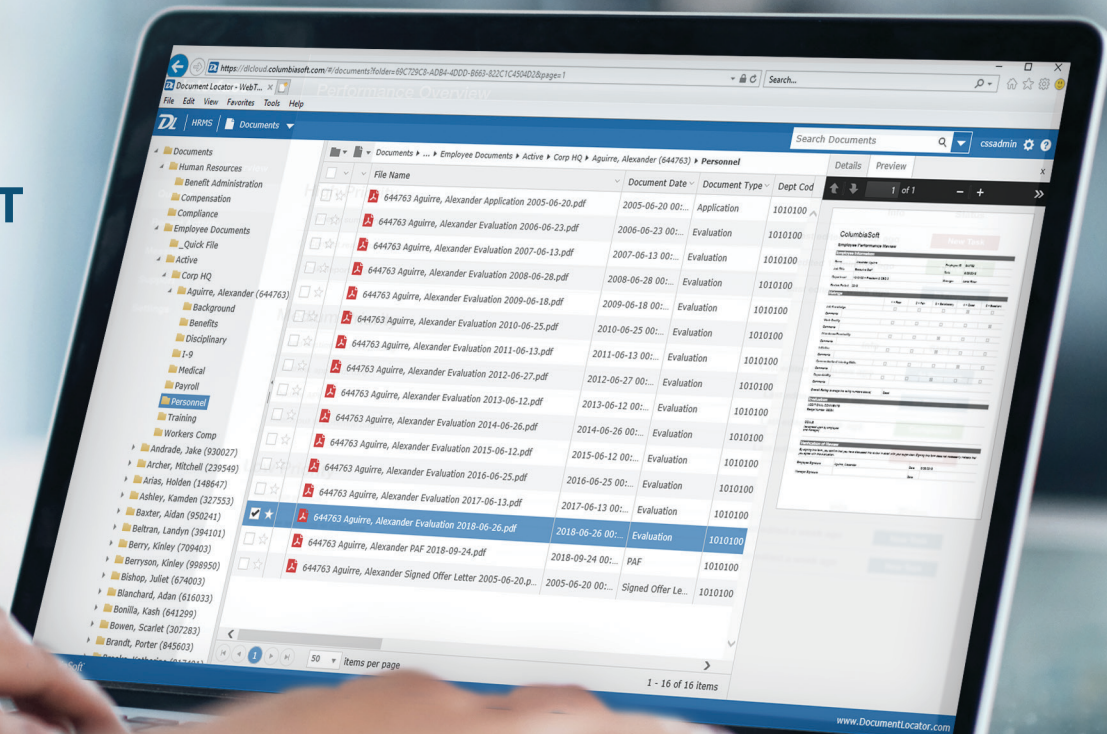 T
https://dlcloud.columbiasoft.com/#/documents?folder=69C729C8-ADB4-4DDD-B663-822C1C4504D2&page=1
Search...
Document Locator - WebT...
File Edit View Favorites Tools Help
Performance Overview
DL HRMS Documents
Search Documents
cssadmin
Documents
Human Resources
Benefit Administration
Compensation
Compliance
Employee Documents
_Quick File
Active
Corp HQ
Aguirre, Alexander (644763)
Background
Benefits
Disciplinary
I-9
Medical
Payroll
Personnel
Training
Workers Comp
Andrade, Jake (930027)
Archer, Mitchell (239549)
Arias, Holden (148647)
Ashley, Kamden (327553)
Baxter, Aidan (950241)
Beltran, Landyn (394101)
Berry, Kinley (709403)
Berryson, Kinley (998950)
Bishop, Juliet (674003)
Blanchard, Adan (616033)
Bonilla, Kash (641299)
Bowen, Scarlet (307283)
Brandt, Porter (845603)
Documents ... Employee Documents Active Corp HQ Aguirre, Alexander (644763) Personnel
File Name Document Date Document Type Dept Cod
644763 Aguirre, Alexander Application 2005-06-20.pdf 2005-06-20 00:... Application 1010100
644763 Aguirre, Alexander Evaluation 2006-06-23.pdf 2006-06-23 00:... Evaluation 1010100
644763 Aguirre, Alexander Evaluation 2007-06-13.pdf 2007-06-13 00:... Evaluation 1010100
644763 Aguirre, Alexander Evaluation 2008-06-28.pdf 2008-06-28 00:... Evaluation 1010100
644763 Aguirre, Alexander Evaluation 2009-06-18.pdf 2009-06-18 00:... Evaluation 1010100
644763 Aguirre, Alexander Evaluation 2010-06-25.pdf 2010-06-25 00:... Evaluation 1010100
644763 Aguirre, Alexander Evaluation 2011-06-13.pdf 2011-06-13 00:... Evaluation 1010100
644763 Aguirre, Alexander Evaluation 2012-06-27.pdf 2012-06-27 00:... Evaluation 1010100
644763 Aguirre, Alexander Evaluation 2013-06-12.pdf 2013-06-12 00:... Evaluation 1010100
644763 Aguirre, Alexander Evaluation 2014-06-26.pdf 2014-06-26 00:... Evaluation 1010100
644763 Aguirre, Alexander Evaluation 2015-06-12.pdf 2015-06-12 00:... Evaluation 1010100
644763 Aguirre, Alexander Evaluation 2016-06-25.pdf 2016-06-25 00:... Evaluation 1010100
644763 Aguirre, Alexander Evaluation 2017-06-13.pdf 2017-06-13 00:... Evaluation 1010100
644763 Aguirre, Alexander Evaluation 2018-06-26.pdf 2018-06-26 00:... Evaluation 1010100
644763 Aguirre, Alexander PAF 2018-09-24.pdf 2018-09-24 00:... PAF 1010100
644763 Aguirre, Alexander Signed Offer Letter 2005-06-20.p... 2005-06-20 00:... Signed Offer Le... 1010100
1 50 items per page
1 - 16 of 16 items
Details Preview x
1 of 1
ColumbiaSoft
Employee Performance Review
www.DocumentLocator.com